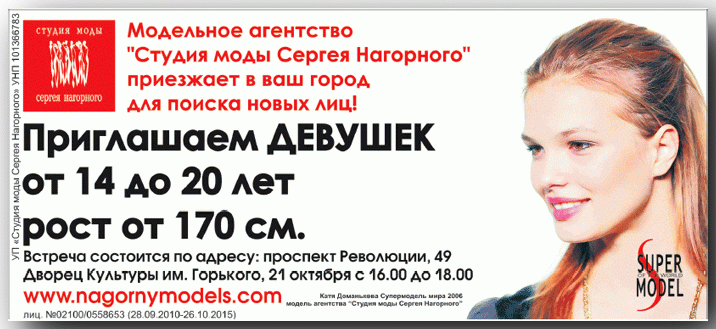 УП «Студия моды Сергея Нагорного» УНП 101366783
СТУДИЯ МОДЫ
СЕРГЕЯ НАГОРНОГО
Модельное агентство
"Студия моды Сергея Нагорного"
приезжает в ваш город
для поиска новых лиц!
Приглашаем ДЕВУШЕК
от 14 до 20 лет
рост от 170 см.
Встреча состоится по адресу: проспект Революции, 49
Дворец Культуры им. Горького, 21 октября с 16.00 до 18.00
www.nagornymodels.com
Катя Доманькова Супермодель мира 2006
модель агентства "Студия моды Сергея Нагорного"
лиц. №02100/0558653 (28.09.2010-26.10.2015)
SUPER
OF THE WORLD
MODEL